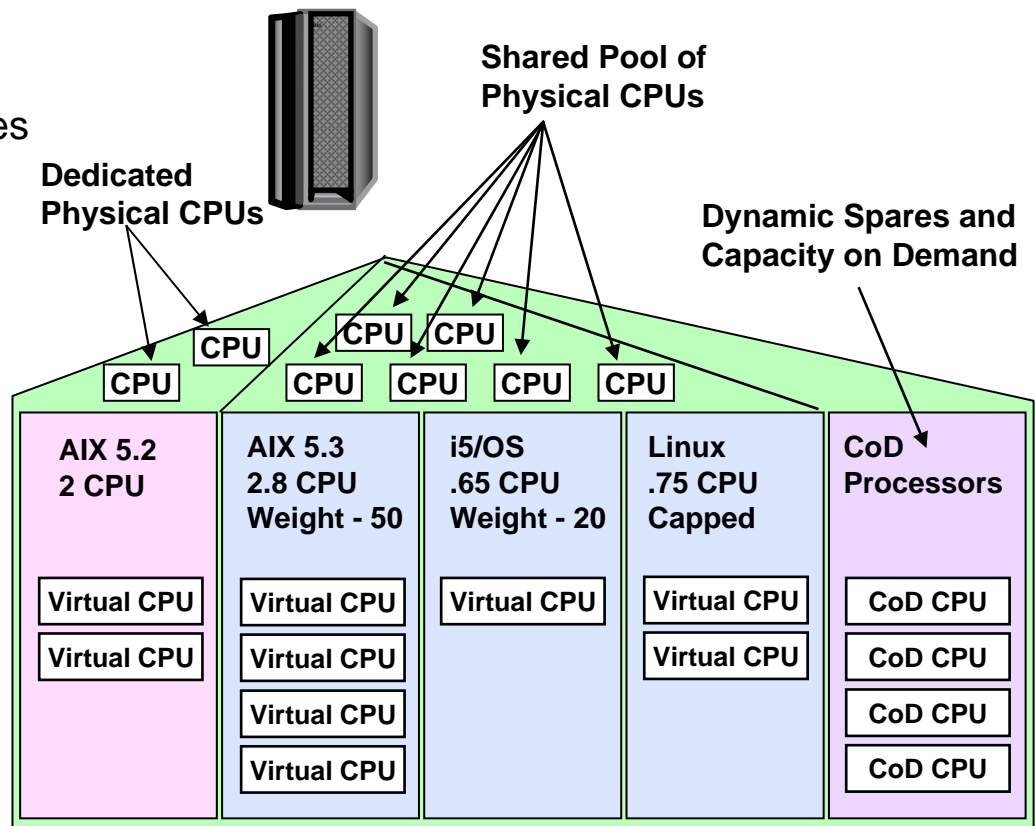 Shared Pool of
Physical CPUs
es
Dedicated
Physical CPUs
Dynamic Spares and
Capacity on Demand
CPU
CPU
CPU
CPU
CPU
CPU
CPU
CPU
AIX 5.2
2 CPU
Virtual CPU
Virtual CPU
AIX 5.3
2.8 CPU
Weight - 50
Virtual CPU
Virtual CPU
Virtual CPU
Virtual CPU
i5/OS
.65 CPU
Weight - 20
Virtual CPU
Linux
.75 CPU
Capped
Virtual CPU
Virtual CPU
CoD
Processors
CoD CPU
CoD CPU
CoD CPU
CoD CPU